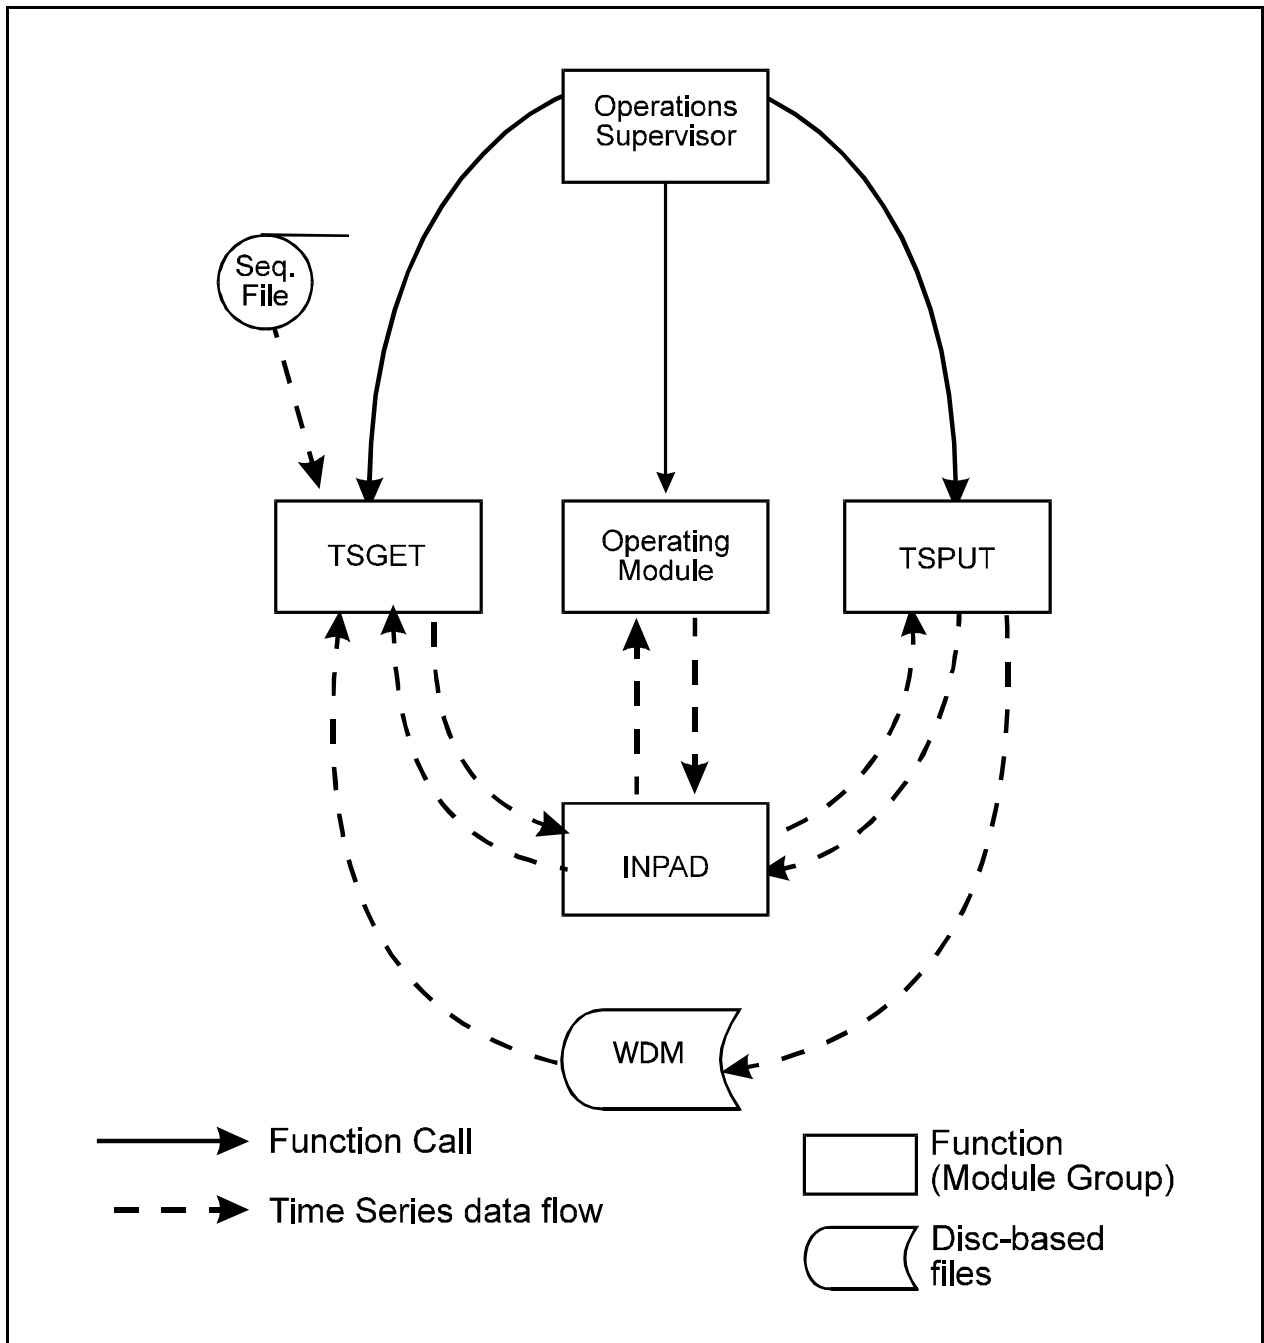 Operations
Supervisor
Seq.
File
TSGET
Operating
Module
TSPUT
INPAD
WDM
Function Call
Time Series data flow
Function
(Module Group)
Disc-based
files